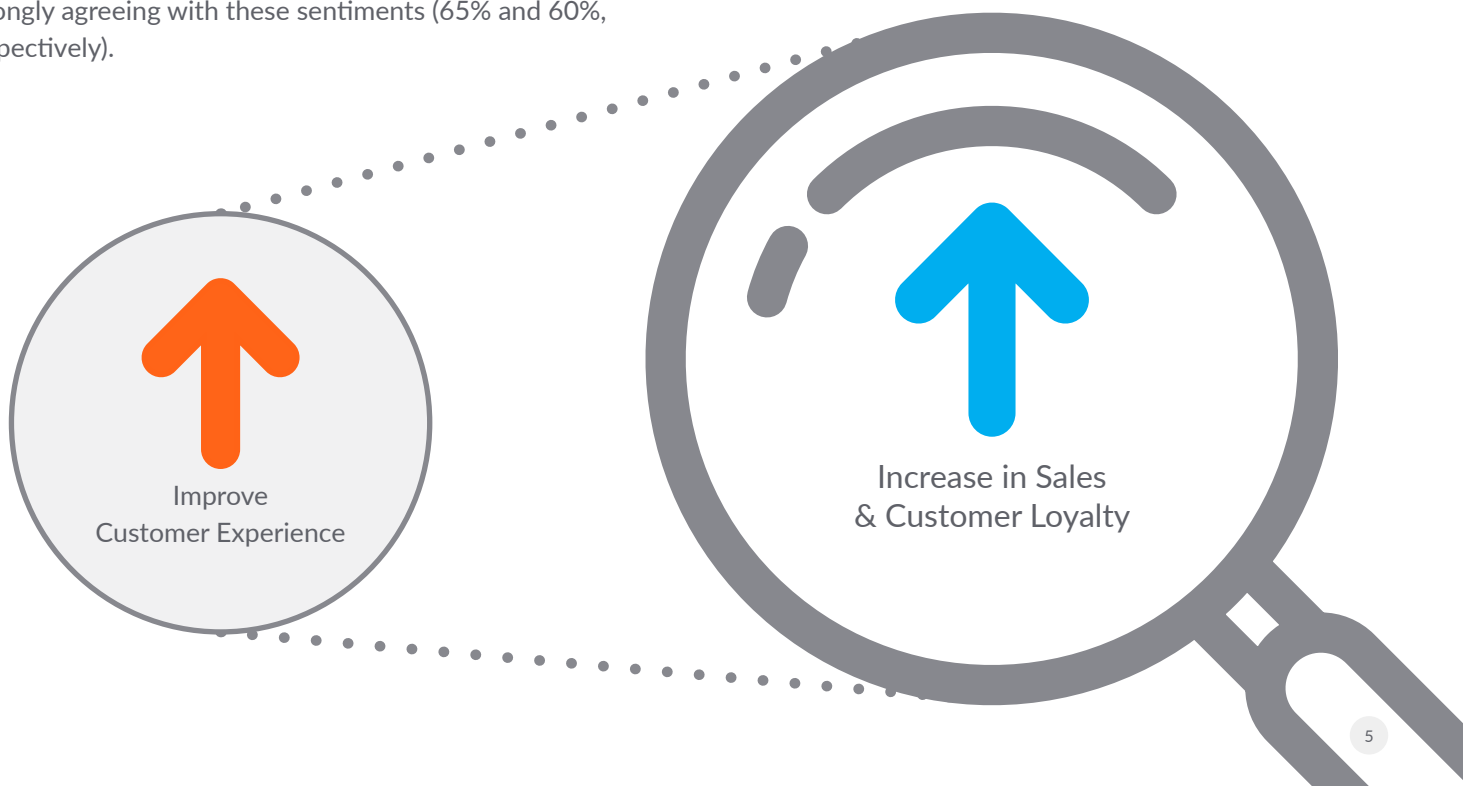 ongly agreeing with these sentiments (65% and 60%,
pectively).
Improve
Customer Experience
Increase in Sales
& Customer Loyalty
5